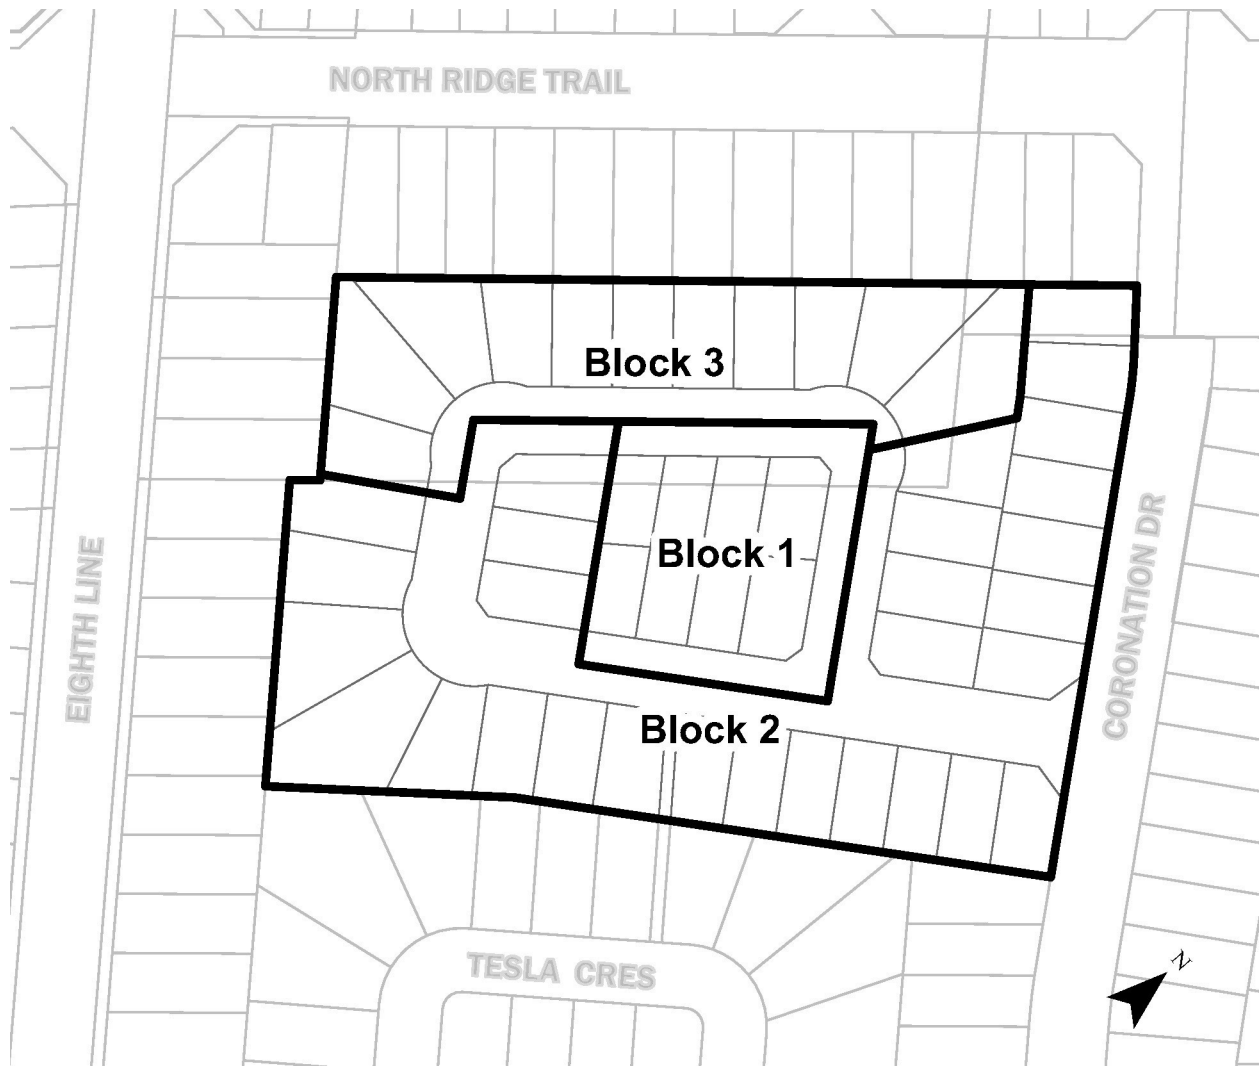 NORTH RIDGE TRAIL
Block 3
Block 1
EIGHTH LINE
CORONATION DR
Block 2
TESLA CRES
N